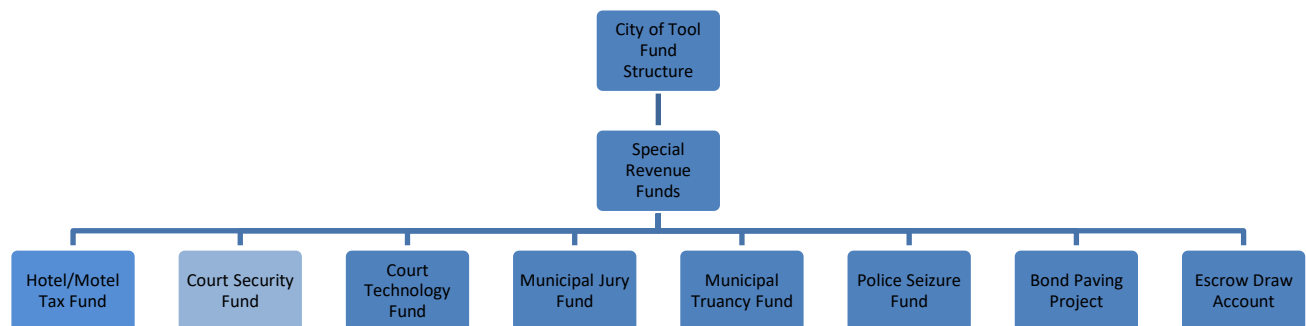 City of Tool
Fund
Structure
Special
Revenue
Funds
Hotel/Motel
Tax Fund
Court Security
Fund
Court
Technology
Fund
Municipal Jury
Fund
Municipal
Truancy Fund
Police Seizure
Fund
Bond Paving
Project
Escrow Draw
Account